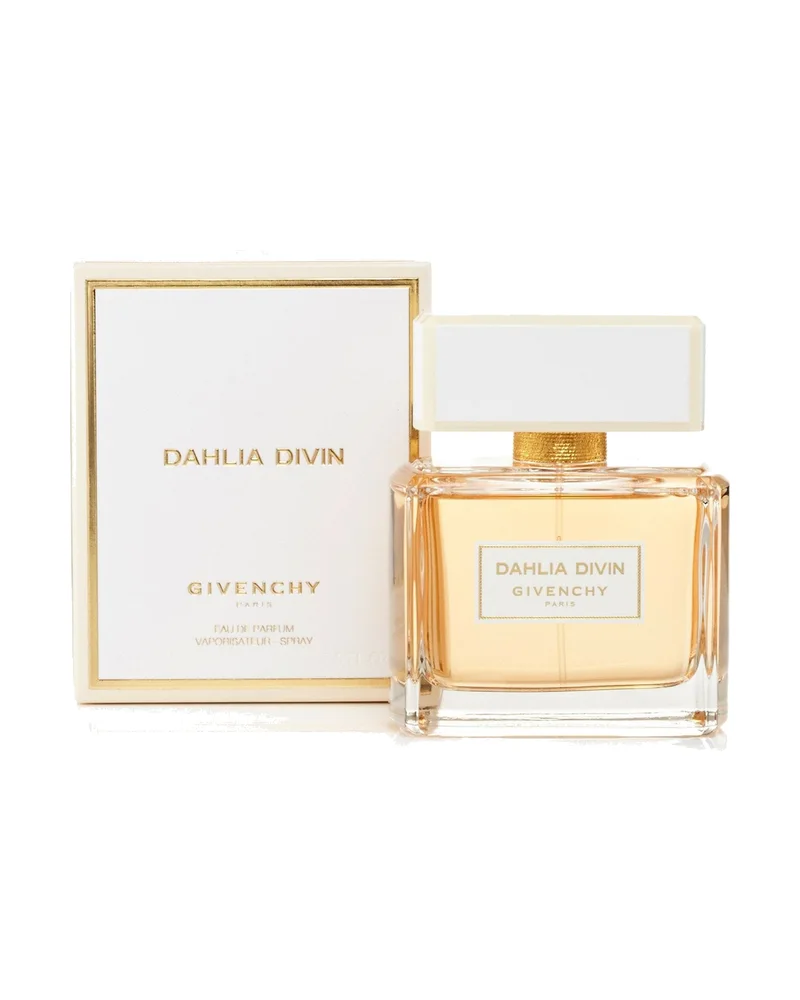 DAHLIA DIVIN
GIVENCHY
PARIS
EAU DE PARFUM
VAPORISATEUR - SPRAY
DAHLIA DIVIN
GIVENCHY
PARIS